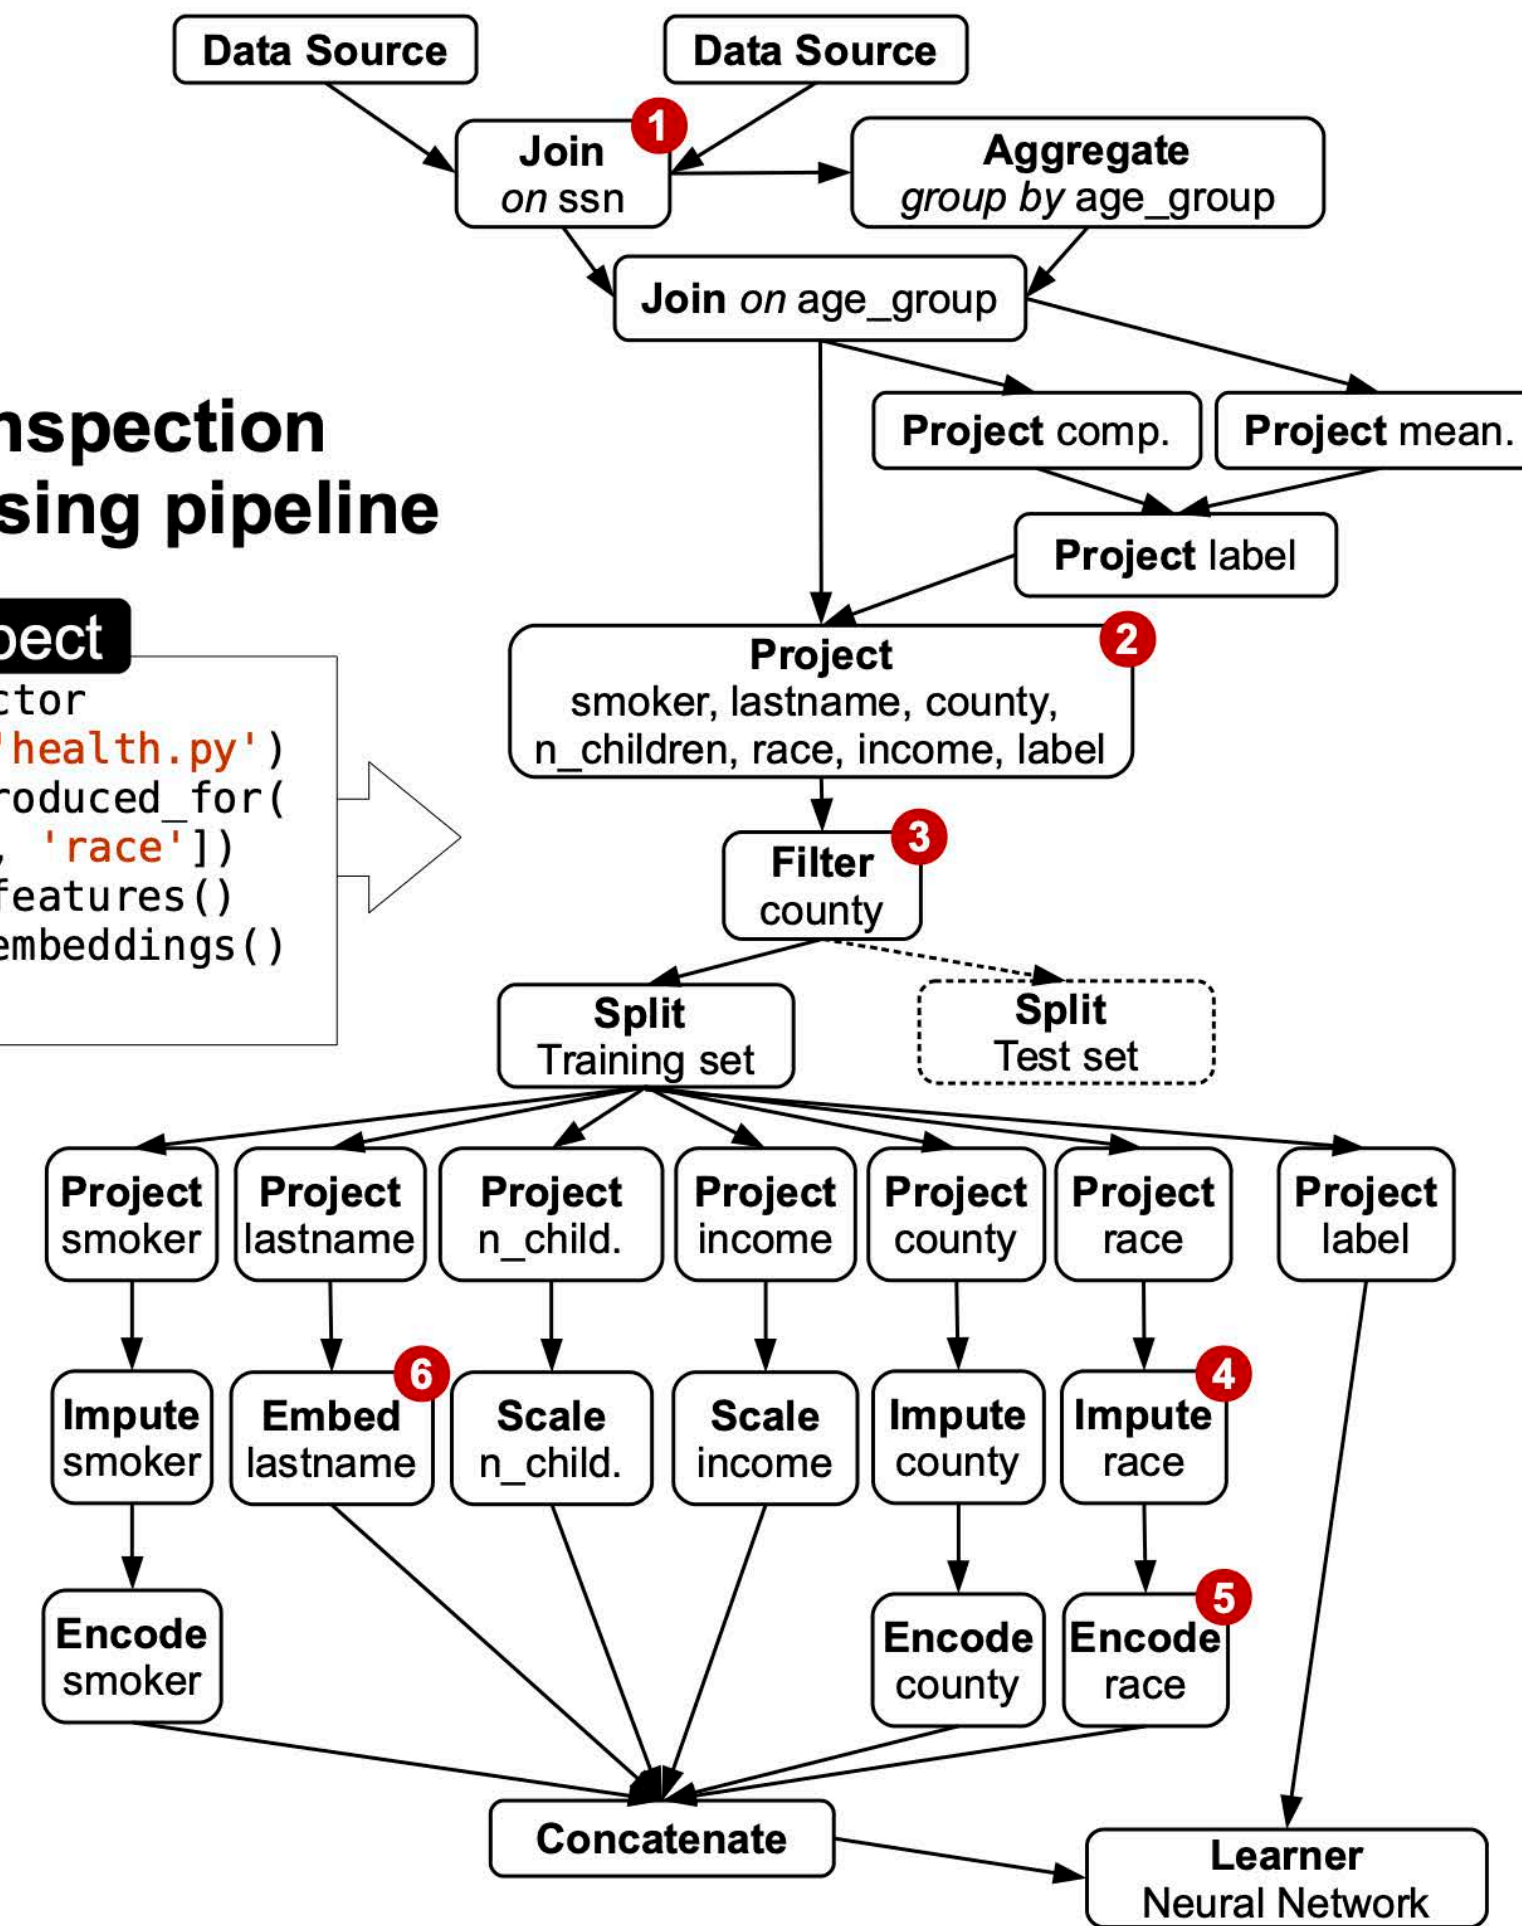 Data Source
Data Source
1
Join
on ssn
Aggregate
group by age_group
Join on age_group
Project comp.
Project mean.
Project label
nspection
sing pipeline
pect
ctor
'health.py')
roduced_for(
, 'race'])
features()
embeddings()
2
Project
smoker, lastname, county,
n_children, race, income, label
3
Filter
county
Split
Training set
Split
Test set
Project
smoker
Project
lastname
Project
n_child.
Project
income
Project
county
Project
race
Project
label
Impute
smoker
6
Embed
lastname
Scale
n_child.
Scale
income
Impute
county
4
Impute
race
Encode
smoker
Encode
county
5
Encode
race
Concatenate
Learner
Neural Network